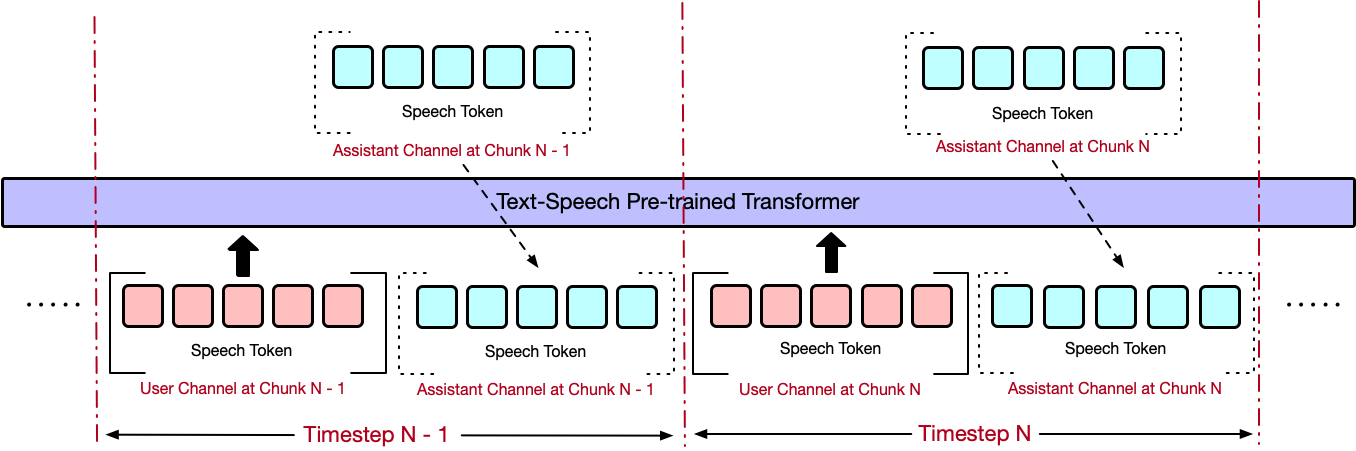 Speech Token
Assistant Channel at Chunk N - 1
Speech Token
Assistant Channel at Chunk N
Text-Speech Pre-trained Transformer
Speech Token
User Channel at Chunk N - 1
Speech Token
Assistant Channel at Chunk N - 1
Speech Token
User Channel at Chunk N
Speech Token
Assistant Channel at Chunk N
Timestep N - 1
Timestep N